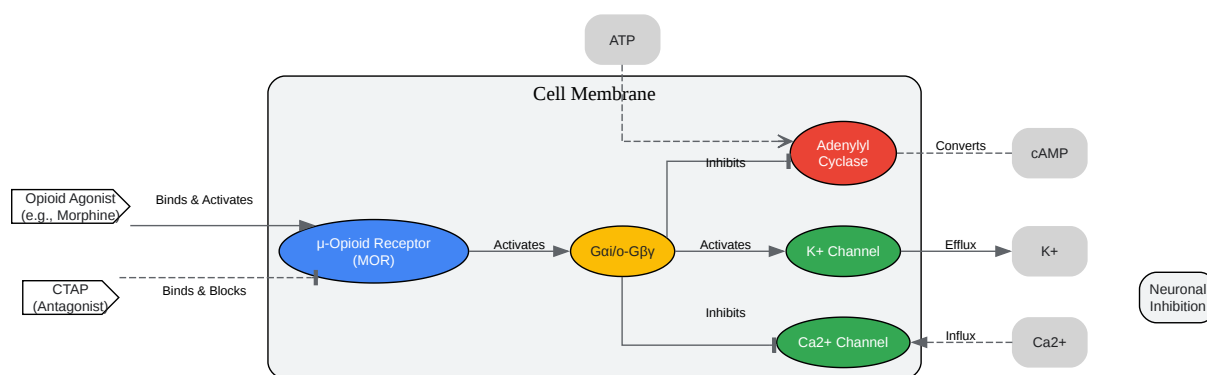 ATP
Cell Membrane
Adenylyl
Cyclase
Converts
cAMP
Inhibits
Opioid Agonist
(e.g., Morphine)
Binds & Activates
μ-Opioid Receptor
(MOR)
Activates
Gαi/o-Gβγ
Activates
K+ Channel
Efflux
K+
CTAP
(Antagonist)
Binds & Blocks
Inhibits
Ca2+ Channel
Influx
Ca2+
Neuronal
Inhibition